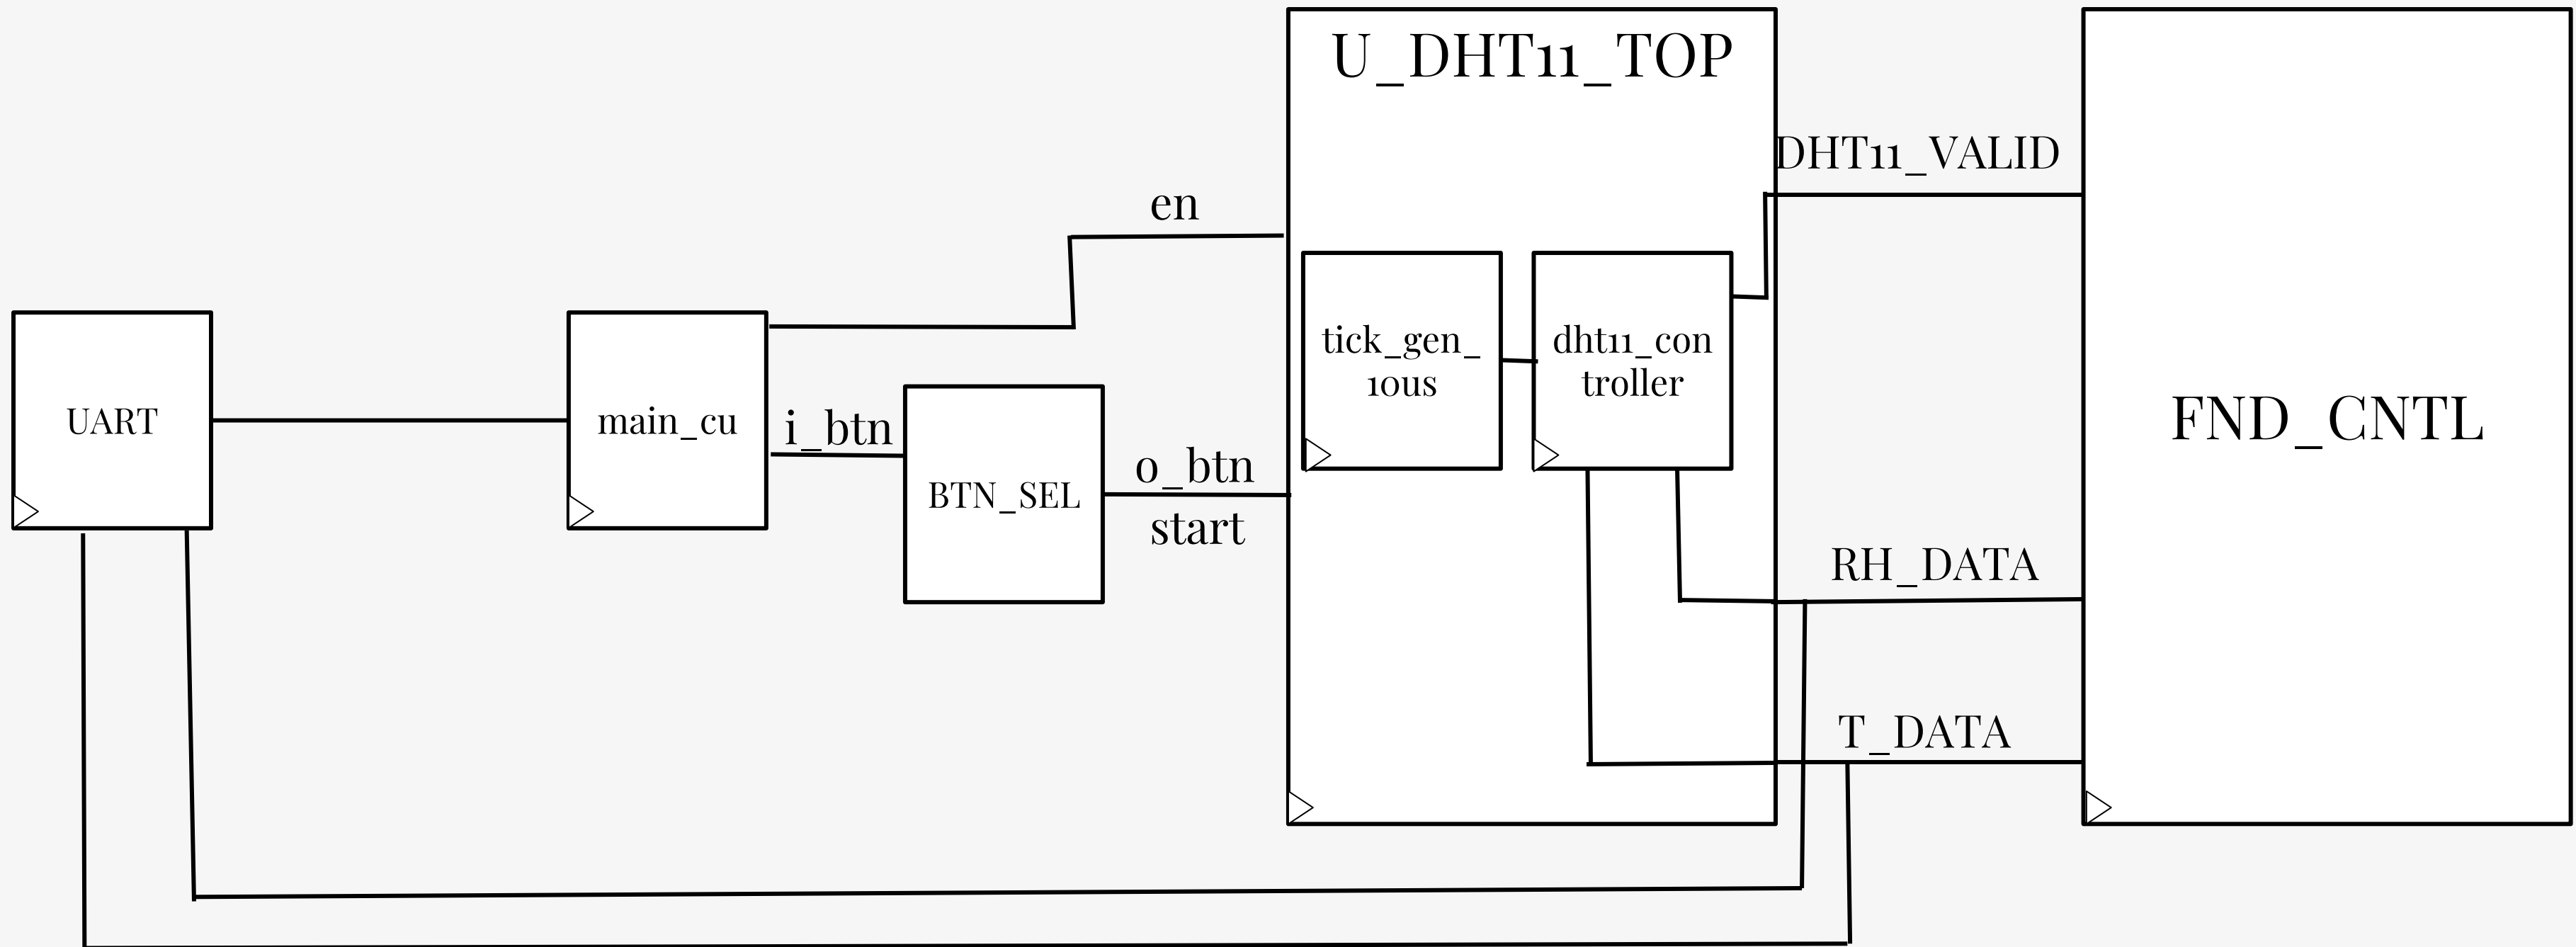 U_DHT11_TOP
DHT11_VALID
en
tick_gen_
10us
dht11_con
troller
UART
main_cu
i_btn
BTN_SEL
o_btn
start
FND_CNTL
RH_DATA
T_DATA